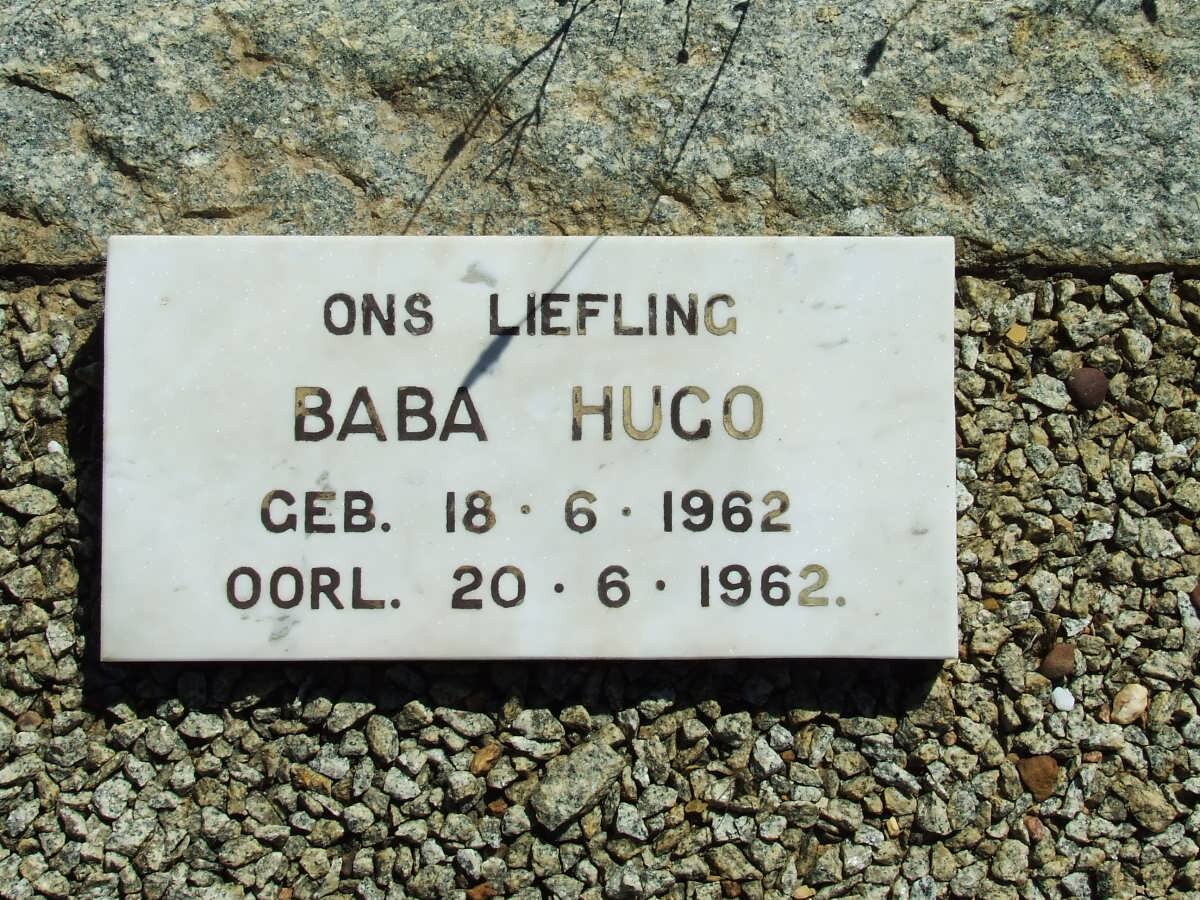 ONS LIEFLING
BABA HUGO
GEB. 18·6·1962
OORL. 20·6·1962.